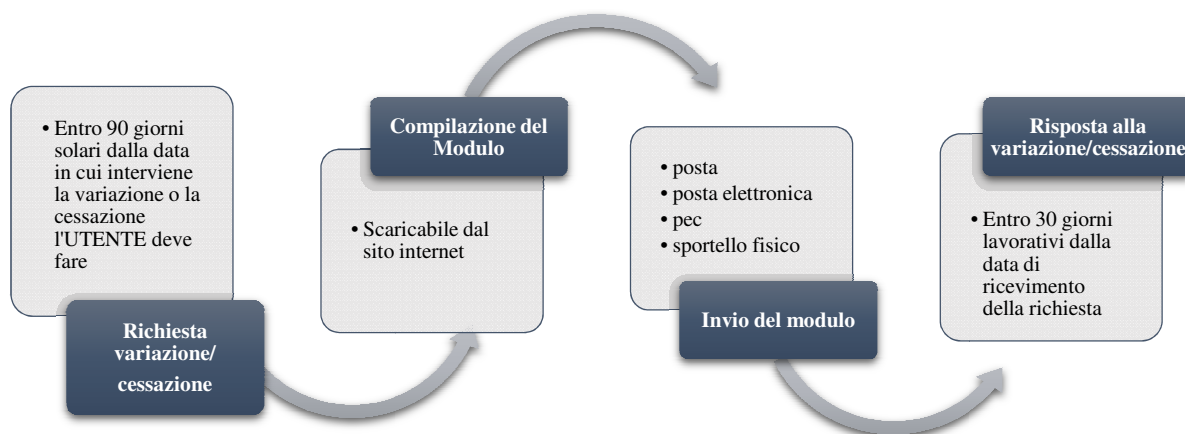 • Entro 90 giorni
solari dalla data
in cui interviene
la variazione o la
cessazione
l'UTENTE deve
fare
Richiesta
variazione/
cessazione
Compilazione del
Modulo
• Scaricabile dal
sito internet
• posta
• posta elettronica
• pec
• sportello fisico
Invio del modulo
Risposta alla
variazione/cessazione
• Entro 30 giorni
lavorativi dalla
data di
ricevimento
della richiesta